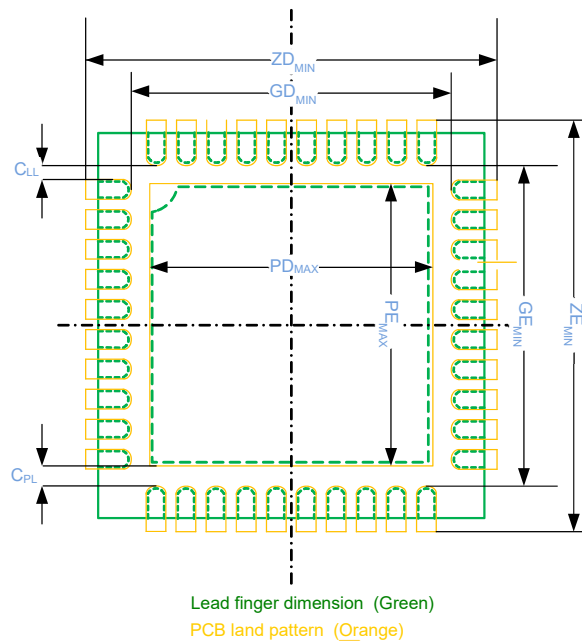 ZDMIN
GDMIN
CLL
PDMAX
PEMAX
GEMIN
ZEMIN
CPL
Lead finger dimension (Green)
PCB land pattern (Orange)